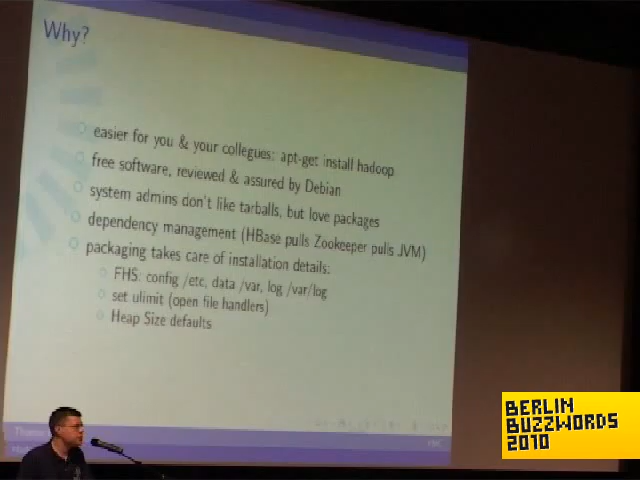 Why?
easier for you & your collegues: apt-get install hadoop
free software, reviewed & assured by Debian
system admins don't like tarballs, but love packages
dependency management (HBase pulls Zookeeper pulls JVM)
packaging takes care of installation details:
FHS: config /etc, data /var, log /var/log
set ulimit (open file handlers)
Heap Size defaults
BERLIN
BUZZWORDS
2010